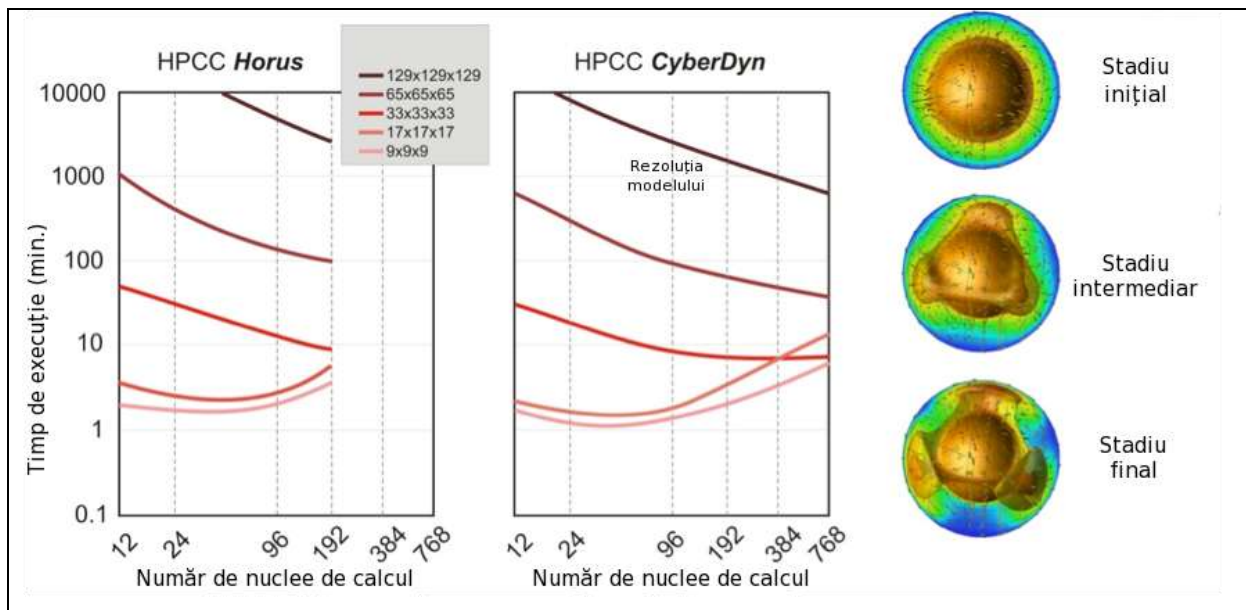 HPCC Horus
129x129x129
65x65x65
33x33x33
17x17x17
9x9x9
HPCC CyberDyn
Timp de execuție (min.)
10000
1000
100
10
1
0.1
12
24
96
192
384
768
Număr de nuclee de calcul
Rezoluția
modelului
12
24
96
192
384
768
Număr de nuclee de calcul
Stadiu
inițial
Stadiu
intermediar
Stadiu
final